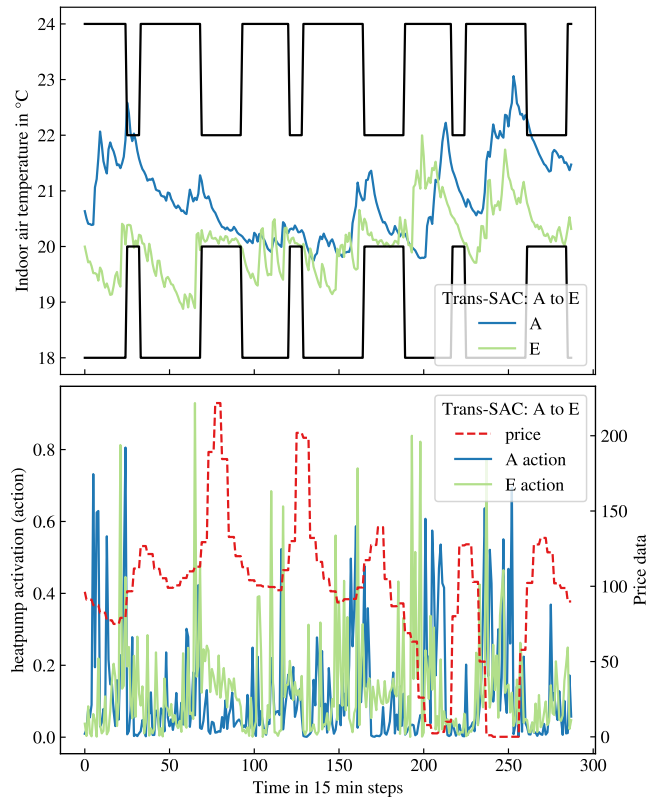 24
23
22
21
20
19
18
Indoor air temperature in °C
Trans-SAC: A to E
A
E
0.8
0.6
0.4
0.2
0.0
heatpump activation (action)
Trans-SAC: A to E
price
A action
E action
200
150
100
50
0
Price data
0 50 100 150 200 250 300
Time in 15 min steps